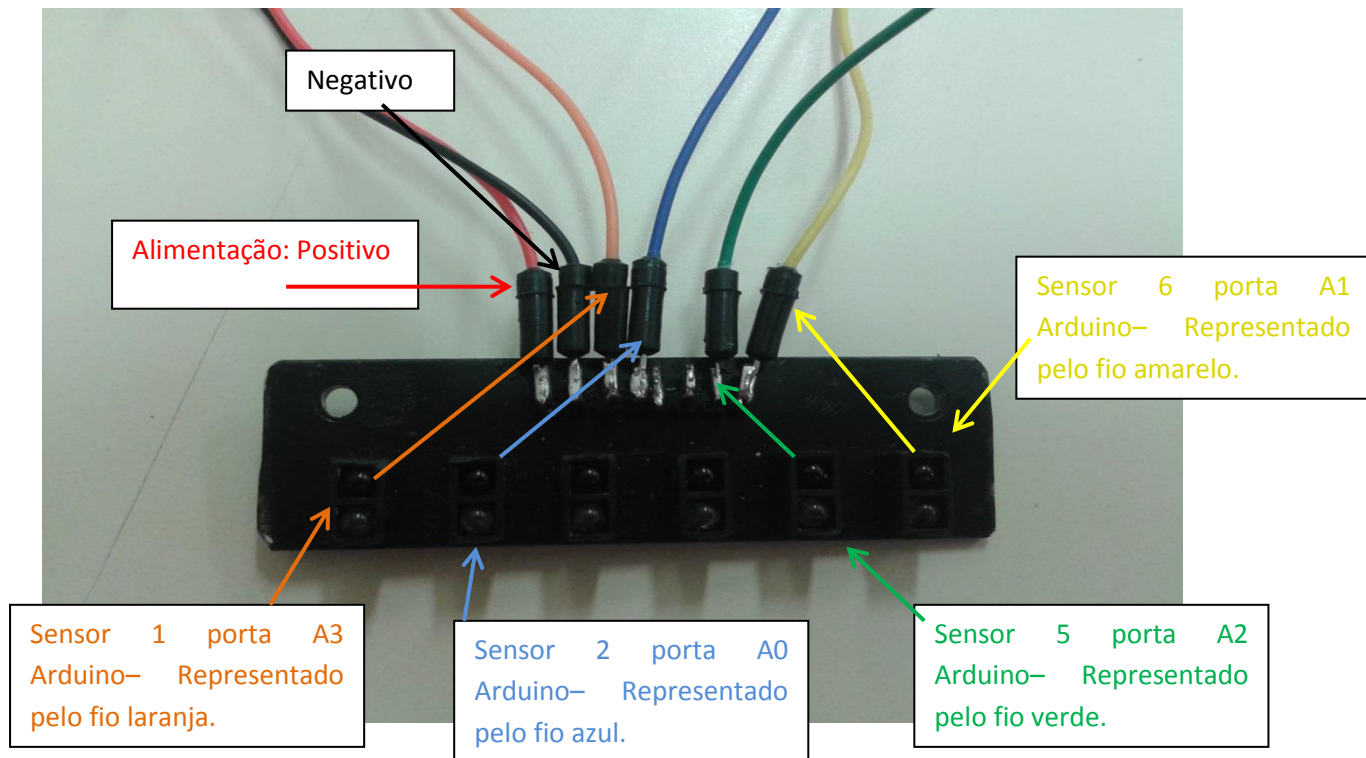 Negativo
Alimentação: Positivo
Sensor 6 porta A1
Arduino– Representado
pelo fio amarelo.
Sensor 1 porta A3
Arduino– Representado
pelo fio laranja.
Sensor 2 porta A0
Arduino– Representado
pelo fio azul.
Sensor 5 porta A2
Arduino– Representado
pelo fio verde.